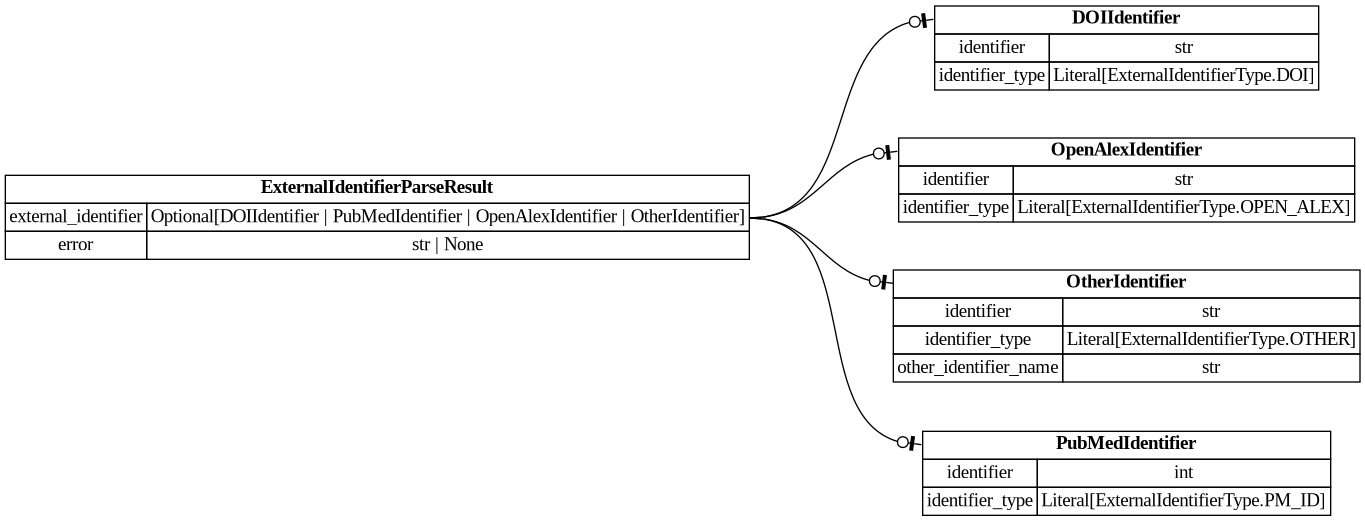 ExternalIdentifierParseResult
external_identifier Optional[DOIIdentifier | PubMedIdentifier | OpenAlexIdentifier | OtherIdentifier]
error str | None
DOIIdentifier
identifier str
identifier_type Literal[ExternalIdentifierType.DOI]
OpenAlexIdentifier
identifier str
identifier_type Literal[ExternalIdentifierType.OPEN_ALEX]
OtherIdentifier
identifier str
identifier_type Literal[ExternalIdentifierType.OTHER]
other_identifier_name str
PubMedIdentifier
identifier int
identifier_type Literal[ExternalIdentifierType.PM_ID]